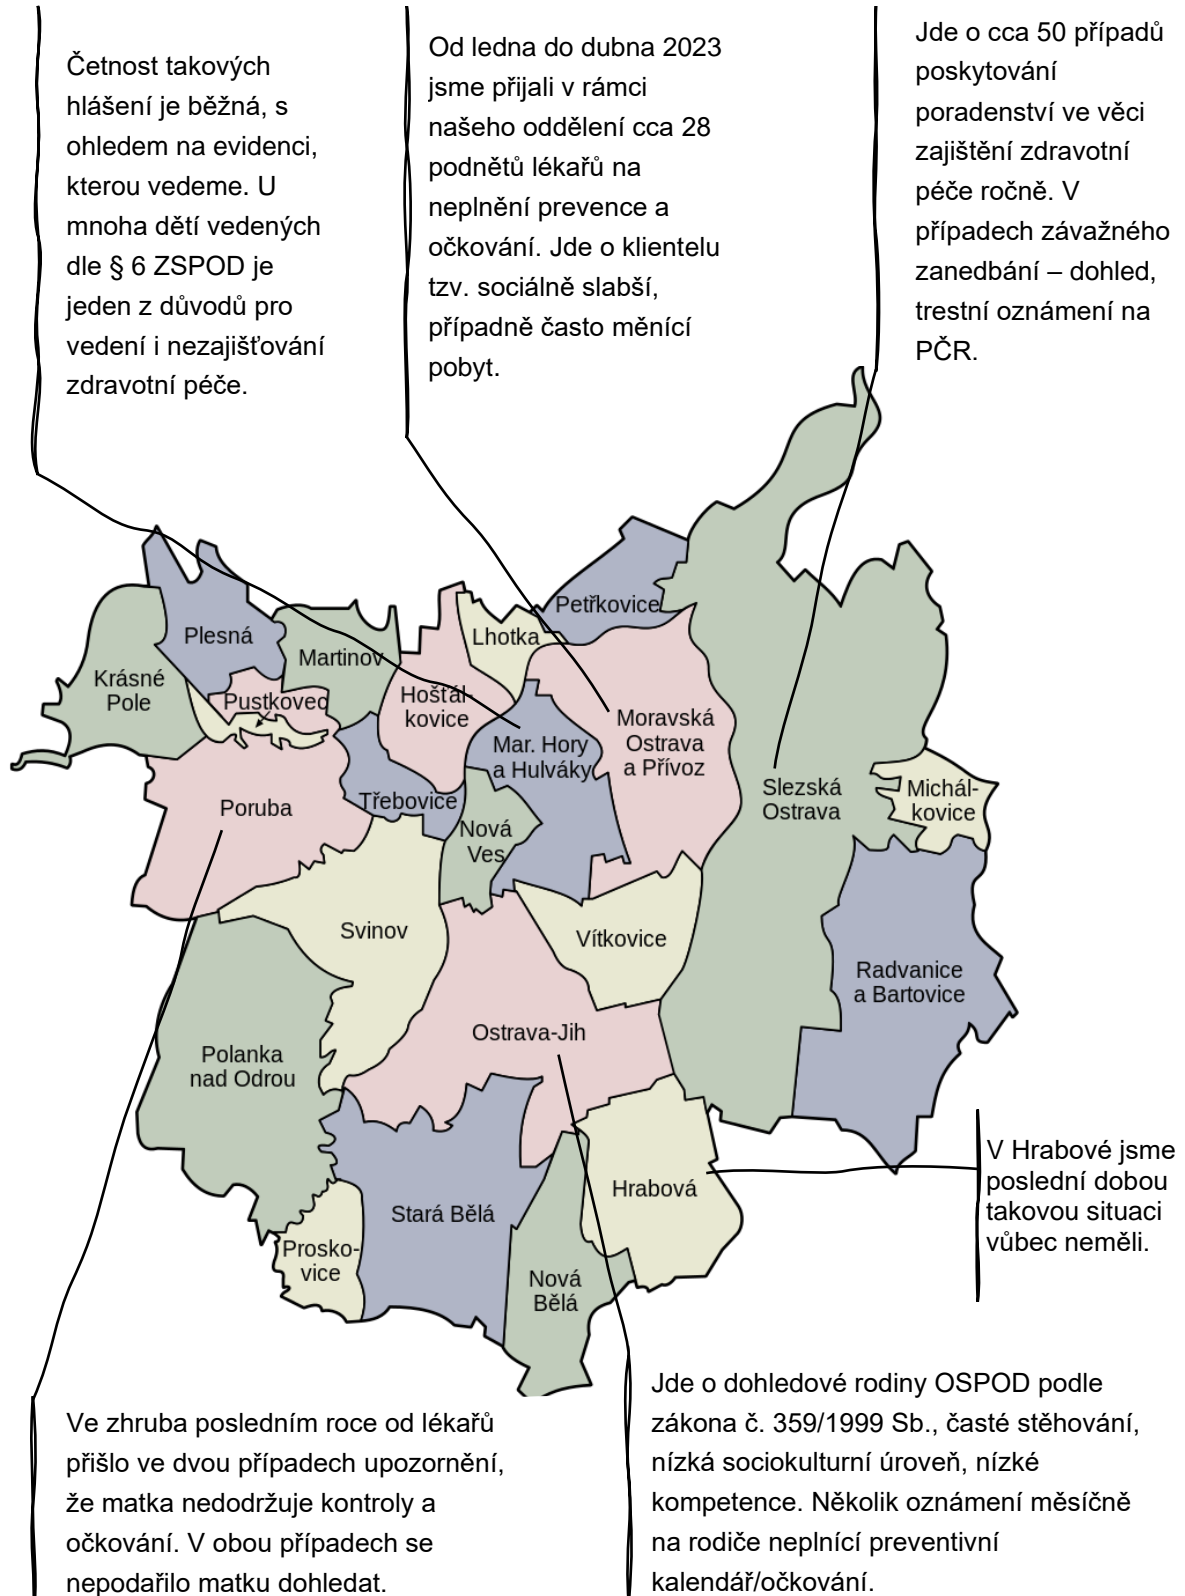 Četnost takových
hlášení je běžná, s
ohledem na evidenci,
kterou vedeme. U
mnoha dětí vedených
dle § 6 ZSPOD je
jeden z důvodů pro
vedení i nezajišťování
zdravotní péče.
Od ledna do dubna 2023
jsme přijali v rámci
našeho oddělení cca 28
podnětů lékařů na
neplnění prevence a
očkování. Jde o klientelu
tzv. sociálně slabší,
případně často měnící
pobyt.
Jde o cca 50 případů
poskytování
poradenství ve věci
zajištění zdravotní
péče ročně. V
případech závažného
zanedbání – dohled,
trestní oznámení na
PČR.
Petřkovice
Plesná
Lhotka
Martinov
Krásné
Pole
Pustkovec
Hošťál-
kovice
Moravská
Ostrava
a Přívoz
Mar. Hory
a Hulváky
Slezská
Ostrava
Michál-
kovice
Poruba
Třebovice
Nová
Ves
Svinov
Vítkovice
Radvanice
a Bartovice
Ostrava-Jih
Polanka
nad Odrou
Hrabová
Stará Bělá
Prosko-
vice
Nová
Bělá
V Hrabové jsme
poslední dobou
takovou situaci
vůbec neměli.
Ve zhruba posledním roce od lékařů
přišlo ve dvou případech upozornění,
že matka nedodržuje kontroly a
očkování. V obou případech se
nepodařilo matku dohledat.
Jde o dohledové rodiny OSPOD podle
zákona č. 359/1999 Sb., časté stěhování,
nízká sociokulturní úroveň, nízké
kompetence. Několik oznámení měsíčně
na rodiče neplnící preventivní
kalendář/očkování.